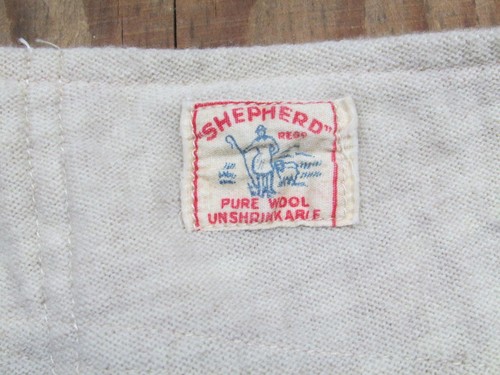 "SHEPHERD"
REGD
PURE WOOL
UNSHRINKABLE